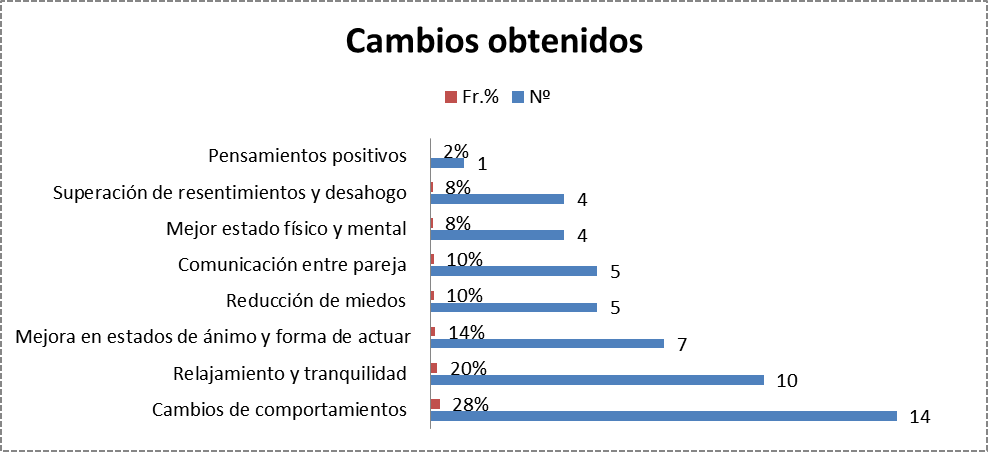 Cambios obtenidos
Fr.% Nº
Pensamientos positivos 2% 1
Superación de resentimientos y desahogo 8% 4
Mejor estado físico y mental 8% 4
Comunicación entre pareja 10% 5
Reducción de miedos 10% 5
Mejora en estados de ánimo y forma de actuar 14% 7
Relajamiento y tranquilidad 20% 10
Cambios de comportamientos 28% 14